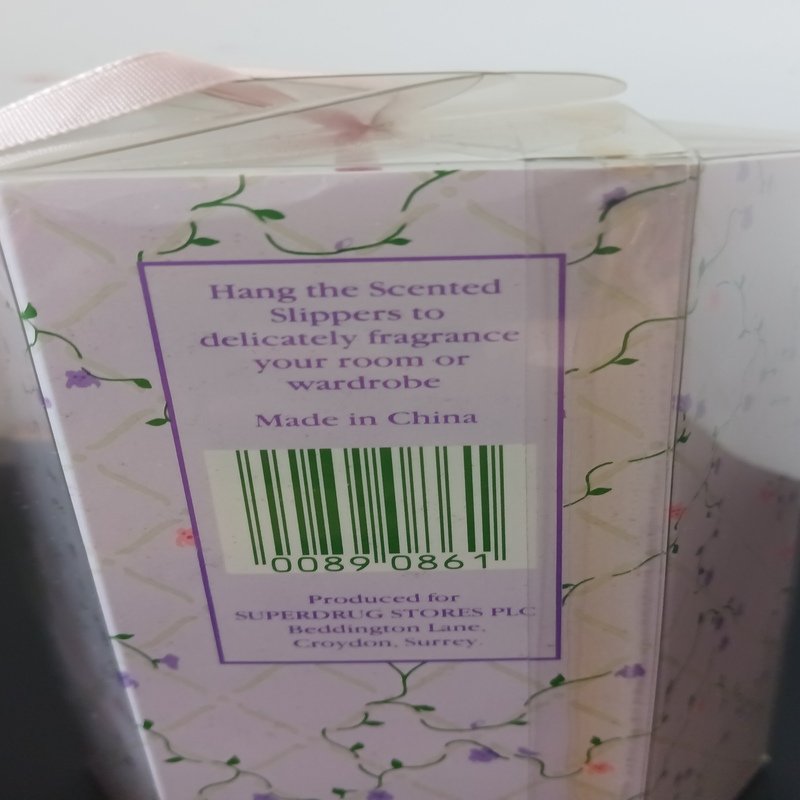 Hang the Scented
Slippers to
delicately fragrance
your room or
wardrobe
Made in China
0089 0861
Produced for
SUPERDRUG STORES PLC
Beddington Lane,
Croydon, Surrey.